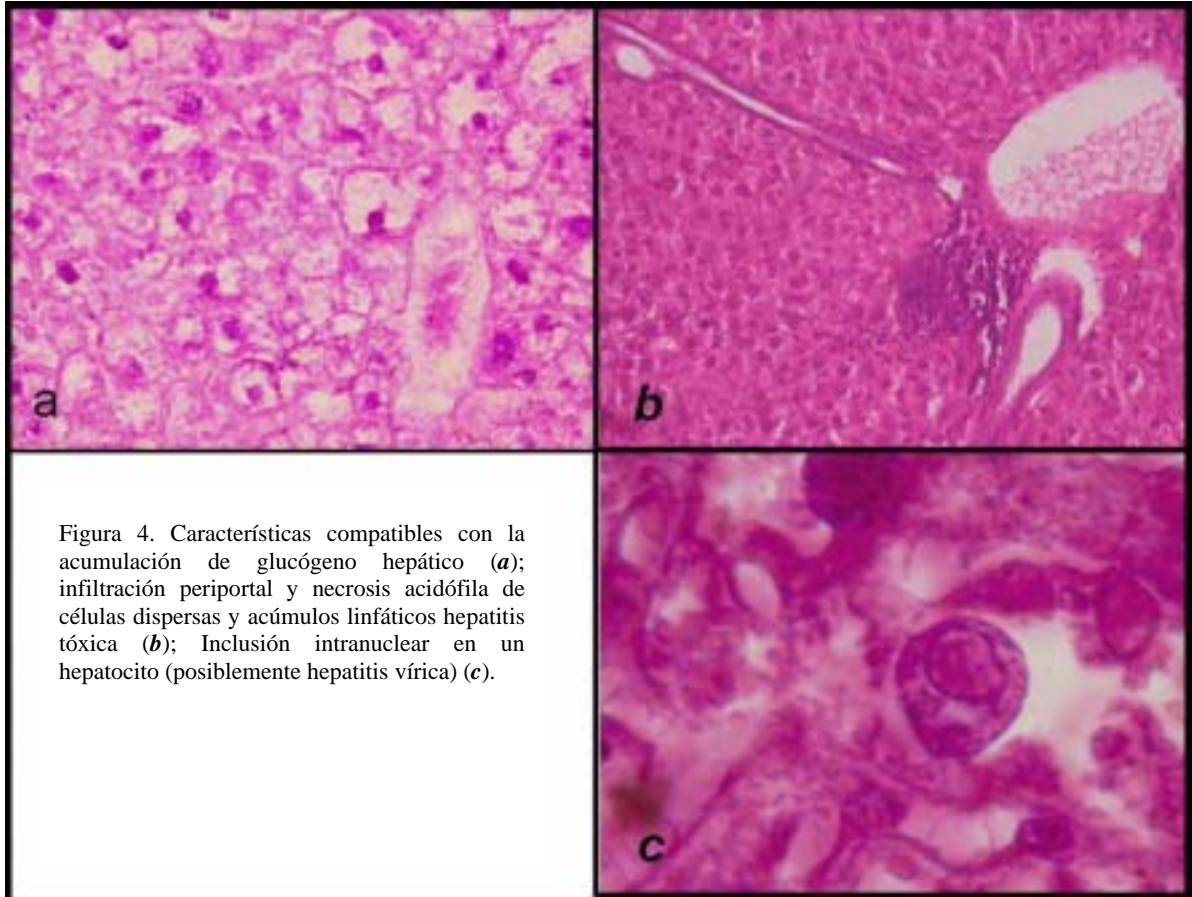 a
b
Figura 4. Características compatibles con la
acumulación de glucógeno hepático (a);
infiltración periportal y necrosis acidófila de
células dispersas y acúmulos linfáticos hepatitis
tóxica (b); Inclusión intranuclear en un
hepatocito (posiblemente hepatitis vírica) (c).
c